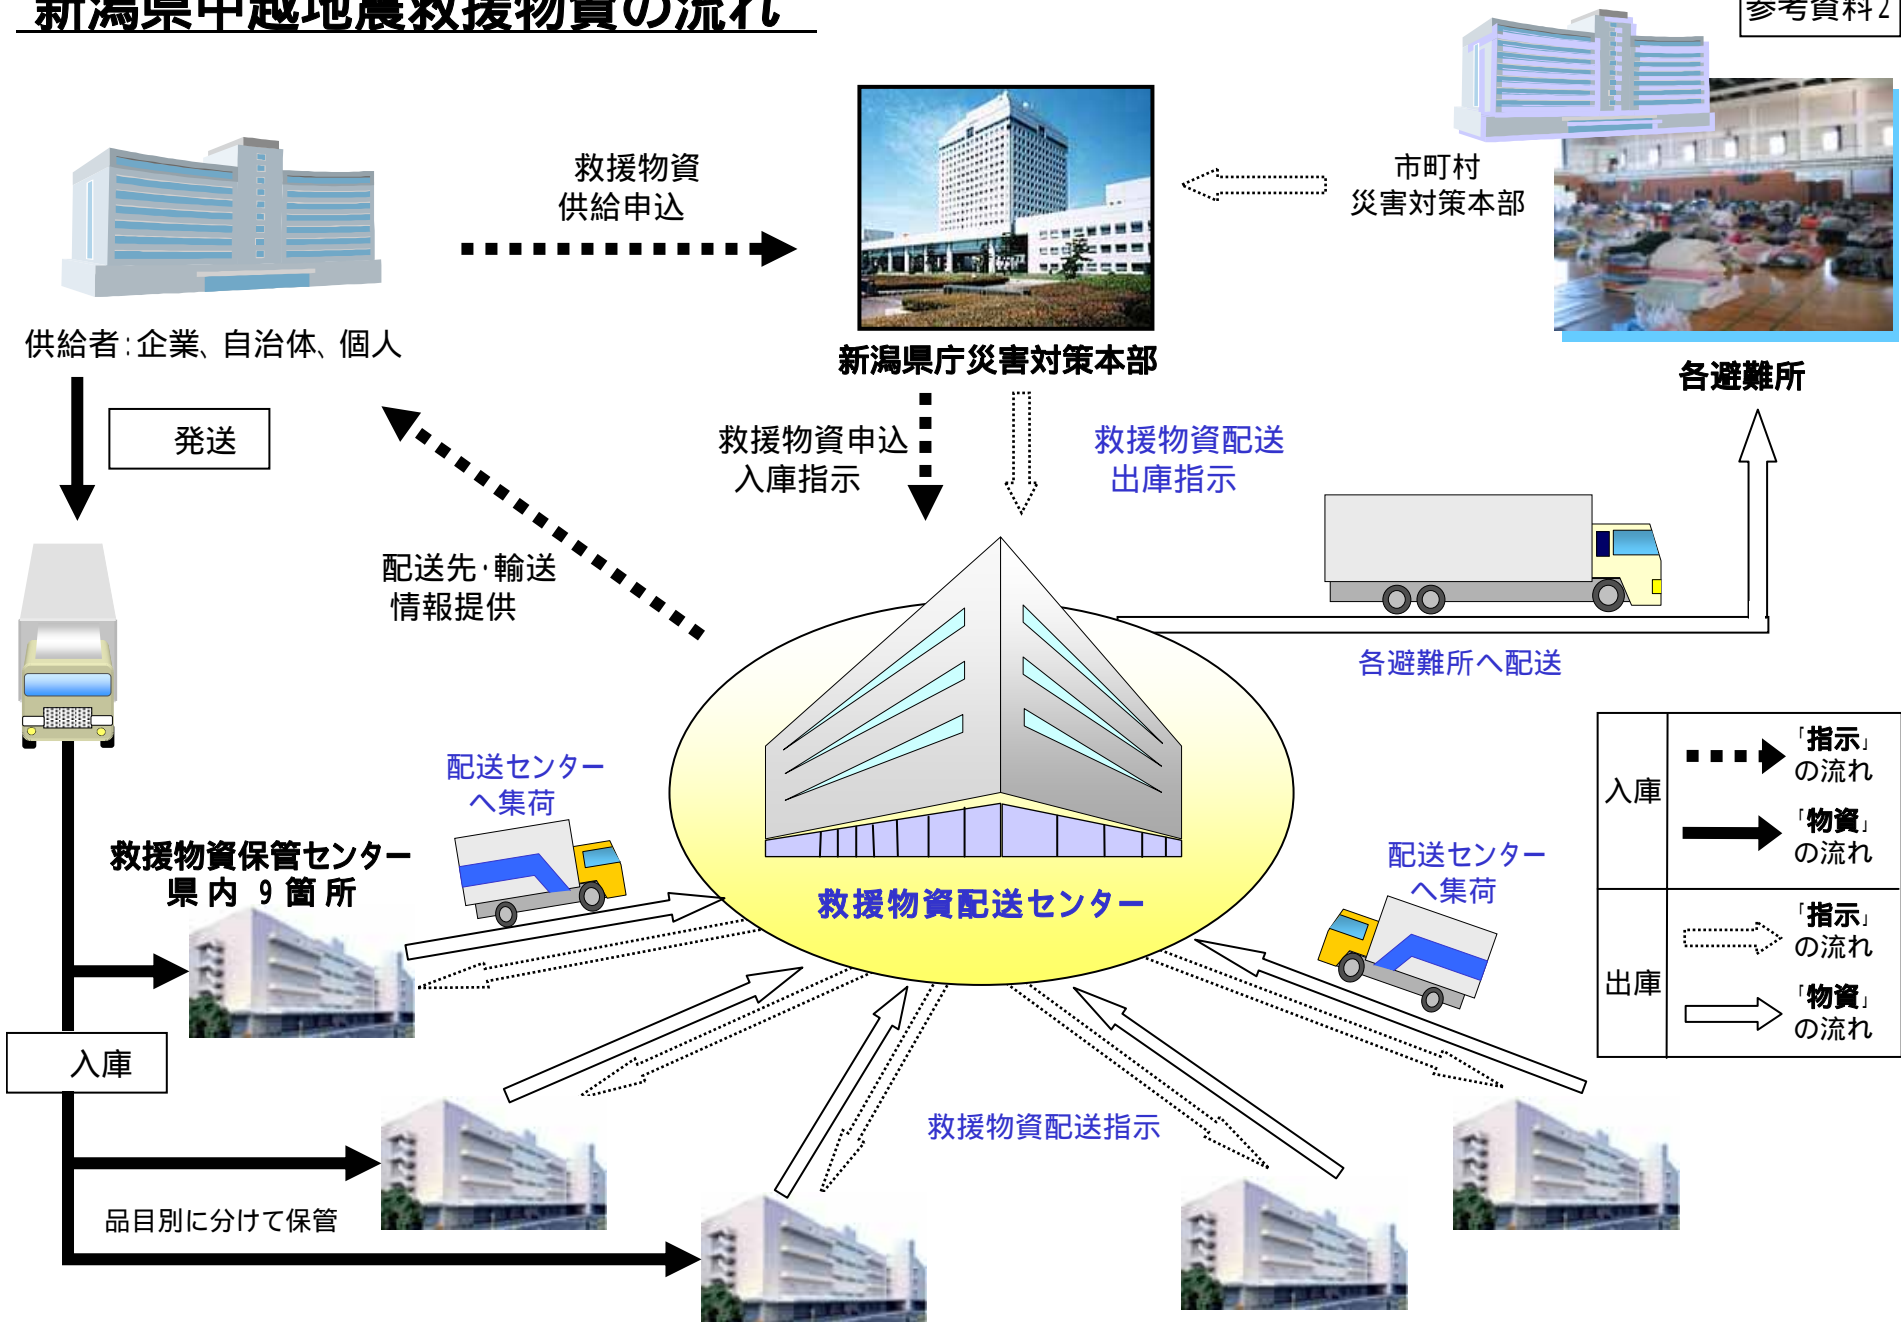 新潟県中越地震救援物資の流れ
参考資料2
救援物資
供給申込
市町村
災害対策本部
供給者:企業、自治体、個人
新潟県庁災害対策本部
各避難所
発送
救援物資申込
入庫指示
救援物資配送
出庫指示
配送先・輸送
情報提供
各避難所へ配送
配送センター
へ集荷
救援物資保管センター
県内 9箇所
救援物資配送センター
配送センター
へ集荷
入庫
「指示」
の流れ
「物資」
の流れ
出庫
「指示」
の流れ
「物資」
の流れ
入庫
救援物資配送指示
品目別に分けて保管